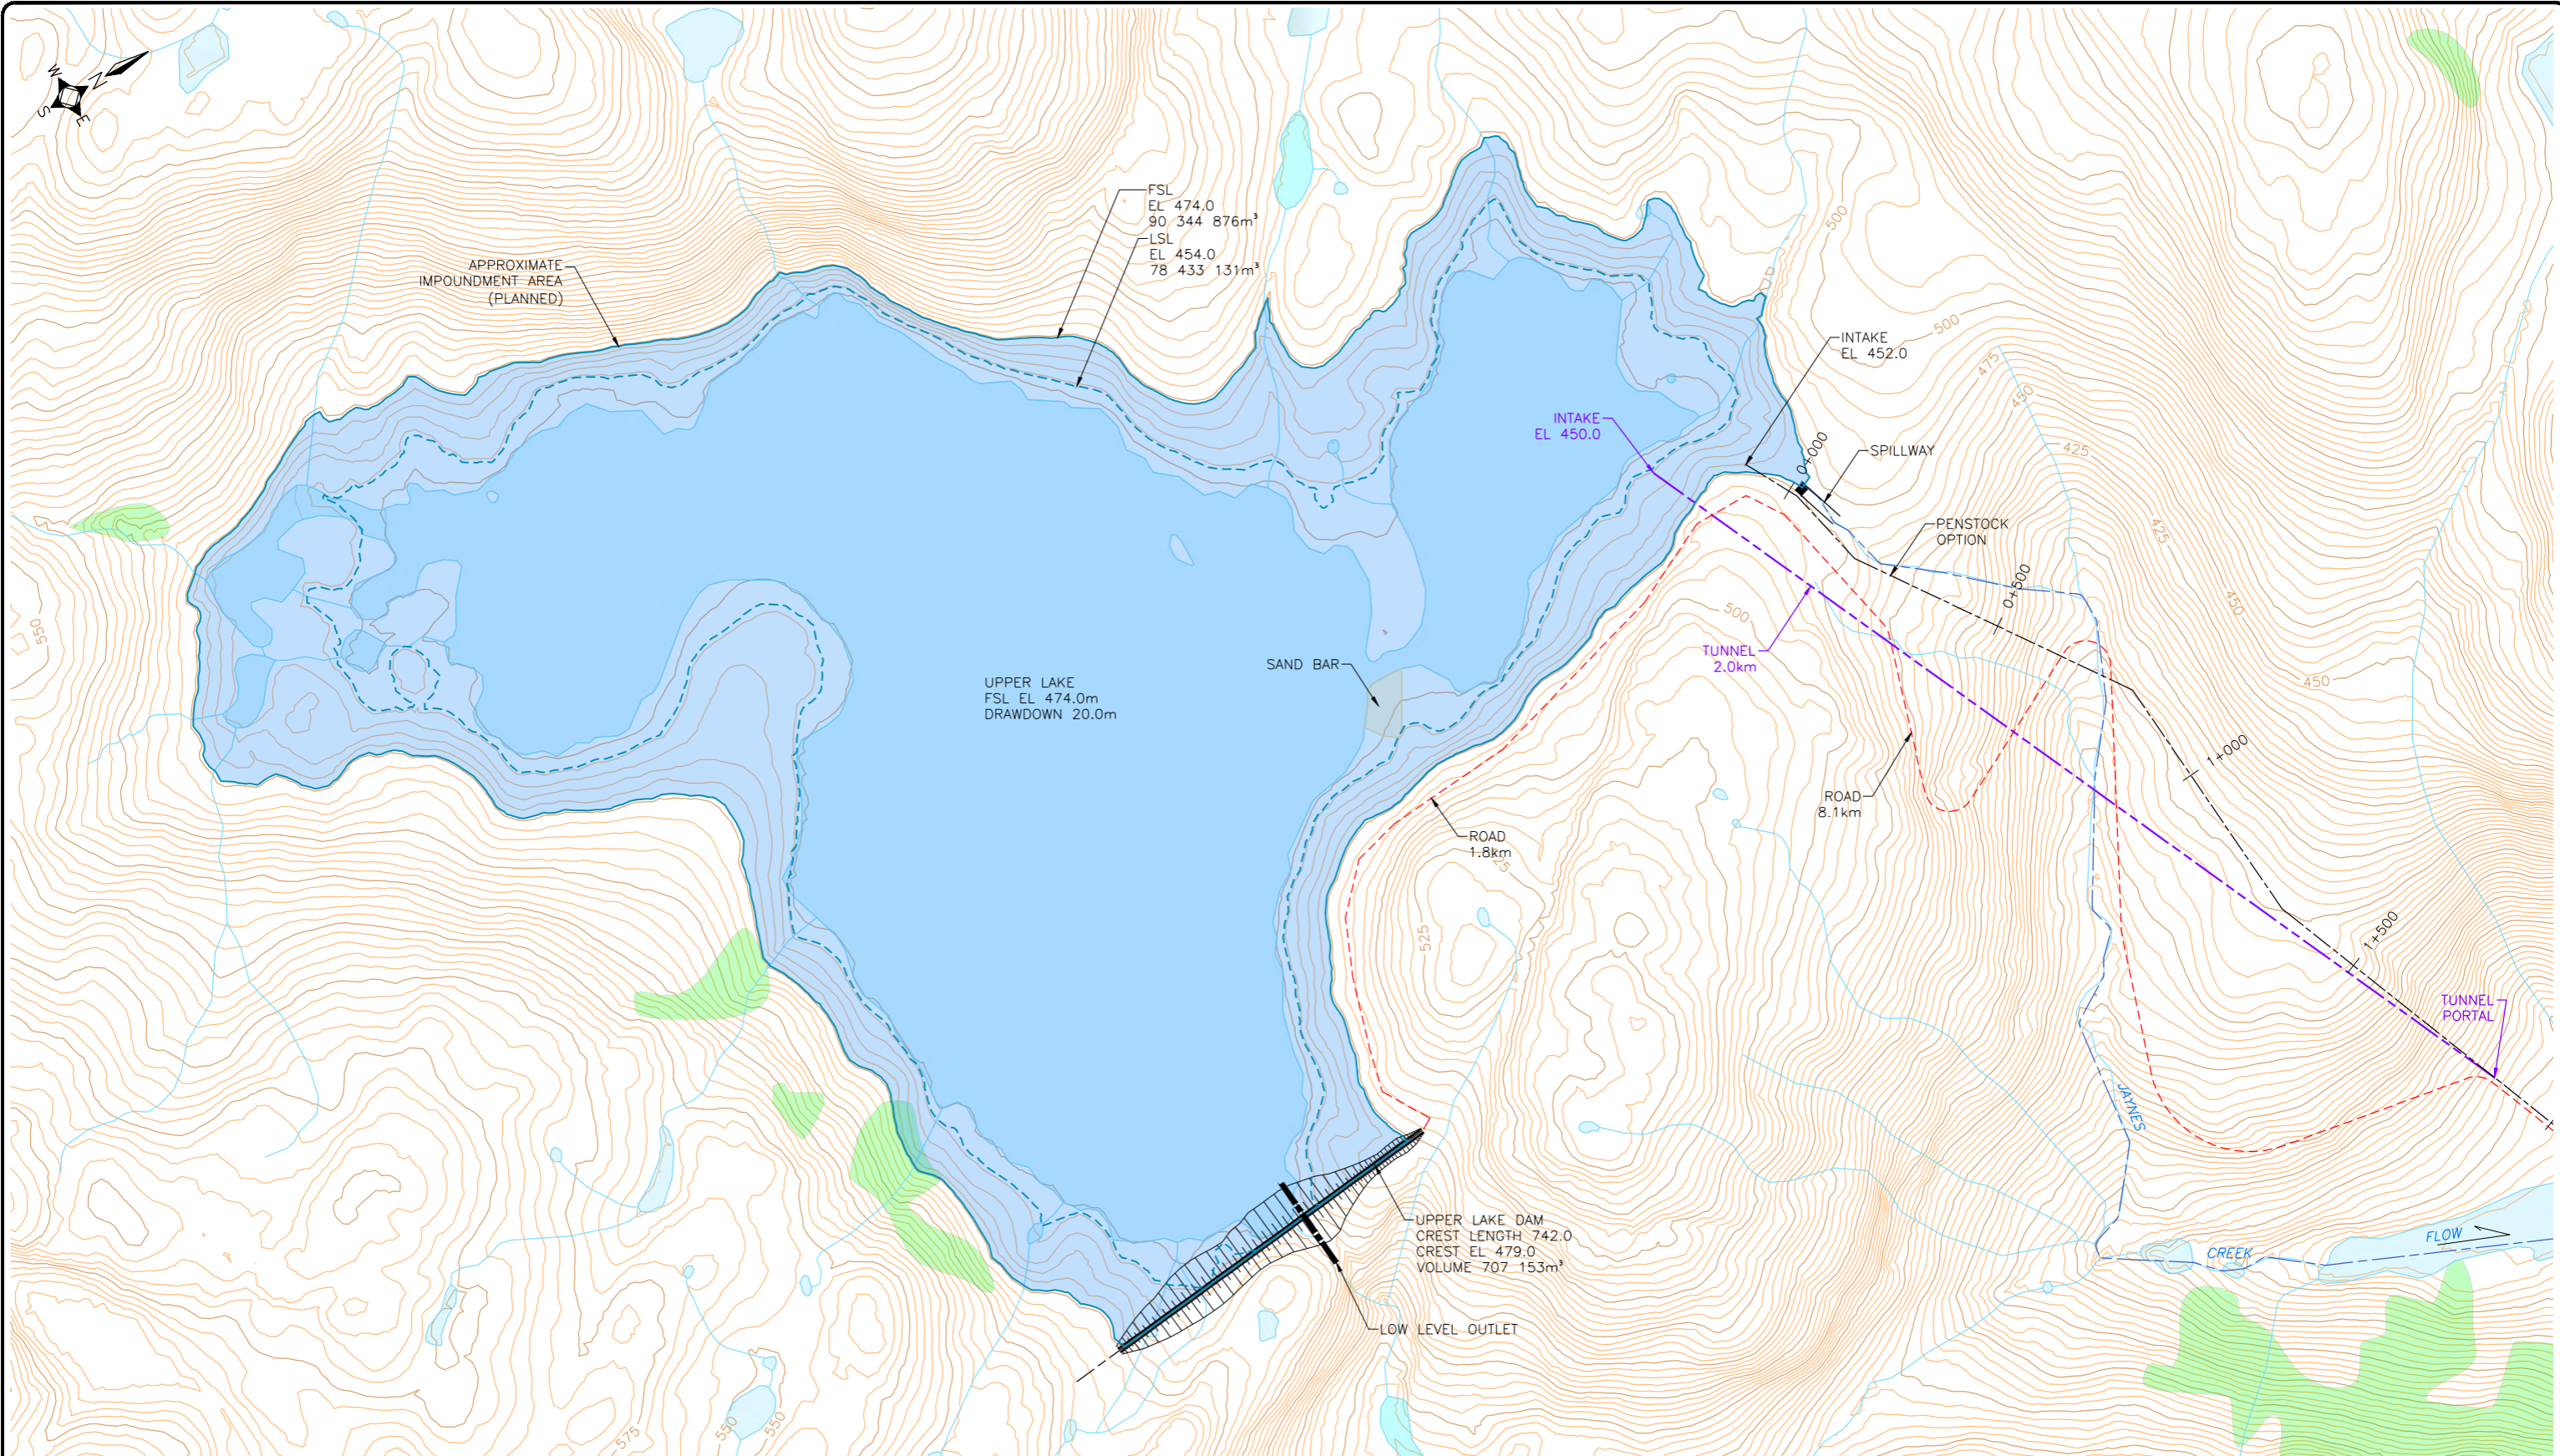 W
N
S
E
FSL
EL 474.0
90 344 876m³
LSL
EL 454.0
78 433 131m³
APPROXIMATE
IMPOUNDMENT AREA
(PLANNED)
500
500
INTAKE
EL 452.0
475
450
INTAKE
EL 450.0
0+000
SPILLWAY
425
PENSTOCK
OPTION
425
0+500
450
500
550
TUNNEL
2.0km
SAND BAR
UPPER LAKE
FSL EL 474.0m
DRAWDOWN 20.0m
450
1+000
ROAD
8.1km
ROAD
1.8km
525
525
1+500
TUNNEL
PORTAL
JAYNES
UPPER LAKE DAM
CREST LENGTH 742.0
CREST EL 479.0
VOLUME 707 153m³
FLOW
CREEK
LOW LEVEL OUTLET
575
550
550